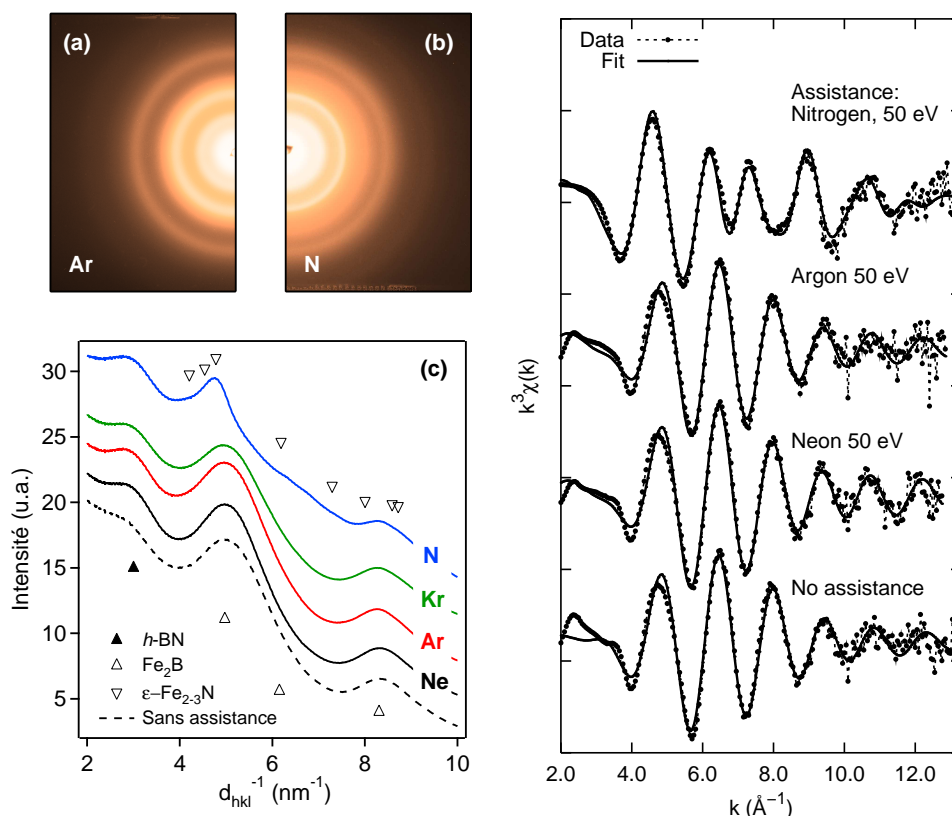 (a)
(b)
Ar
N
(c)
30
25
20
15
10
5
Intensité (u.a.)
N
Kr
Ar
Ne
h-BN
Fe₂B
ε–Fe₂₋₃N
Sans assistance
2
4
6
8
10
d_hkl⁻¹ (nm⁻¹)
Data
Fit
Assistance:
Nitrogen, 50 eV
Argon 50 eV
Neon 50 eV
No assistance
k³χ(k)
2.0
4.0
6.0
8.0
10.0
12.0
k (Å⁻¹)